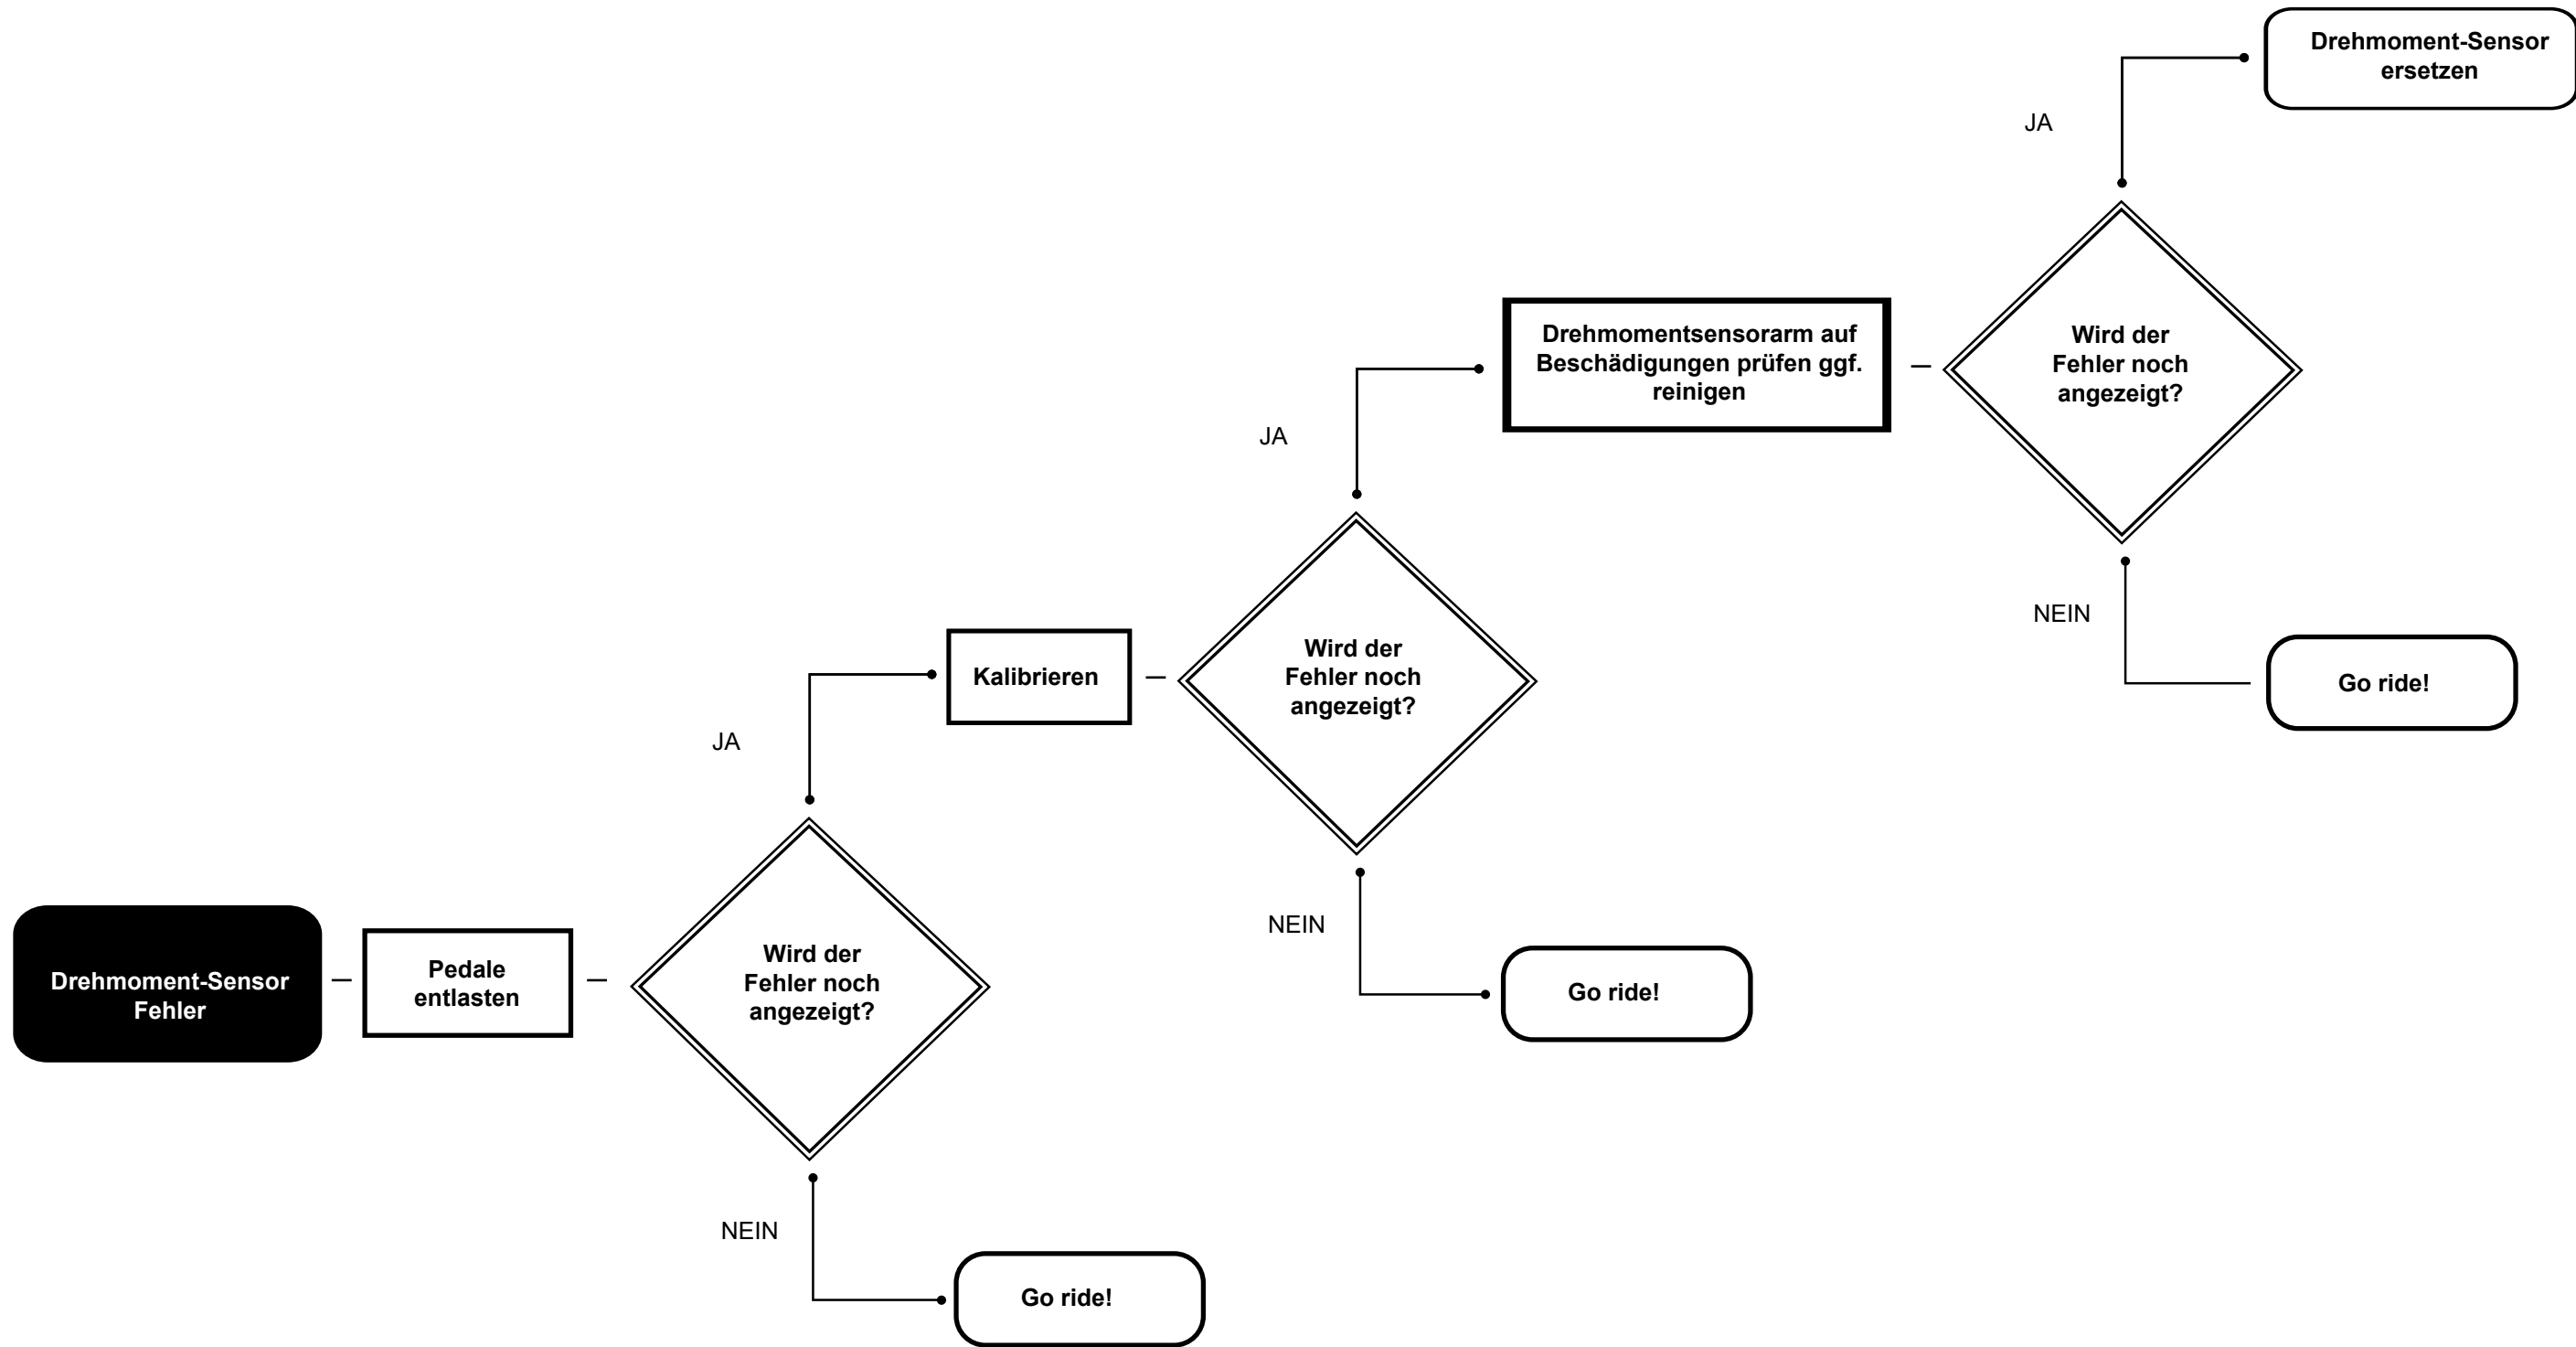 Drehmoment-Sensor
Fehler
Pedale
entlasten
Wird der
Fehler noch
angezeigt?
JA
Kalibrieren
NEIN
Go ride!
Wird der
Fehler noch
angezeigt?
JA
Drehmomentsensorarm auf
Beschädigungen prüfen ggf.
reinigen
NEIN
Go ride!
Wird der
Fehler noch
angezeigt?
JA
Drehmoment-Sensor
ersetzen
NEIN
Go ride!